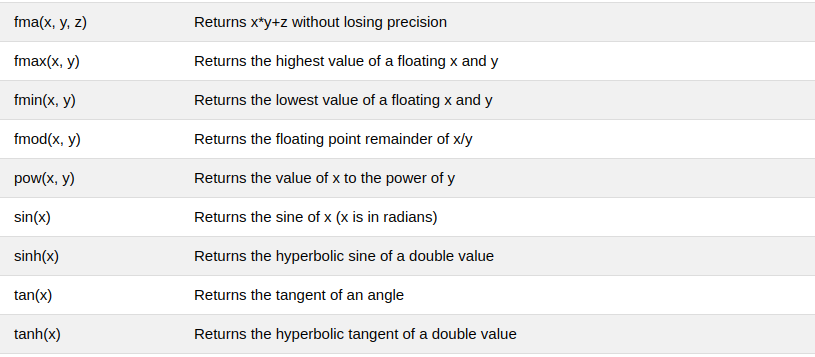 fma(x, y, z) Returns x*y+z without losing precision
fmax(x, y) Returns the highest value of a floating x and y
fmin(x, y) Returns the lowest value of a floating x and y
fmod(x, y) Returns the floating point remainder of x/y
pow(x, y) Returns the value of x to the power of y
sin(x) Returns the sine of x (x is in radians)
sinh(x) Returns the hyperbolic sine of a double value
tan(x) Returns the tangent of an angle
tanh(x) Returns the hyperbolic tangent of a double value